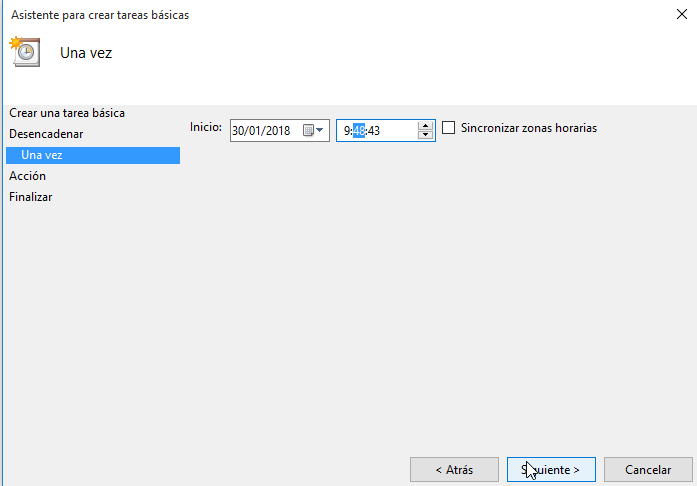 Asistente para crear tareas básicas
Una vez
Crear una tarea básica
Desencadenar
Una vez
Acción
Finalizar
Inicio: 30/01/2018 9:48:43 Sincronizar zonas horarias
< Atrás Siguiente > Cancelar